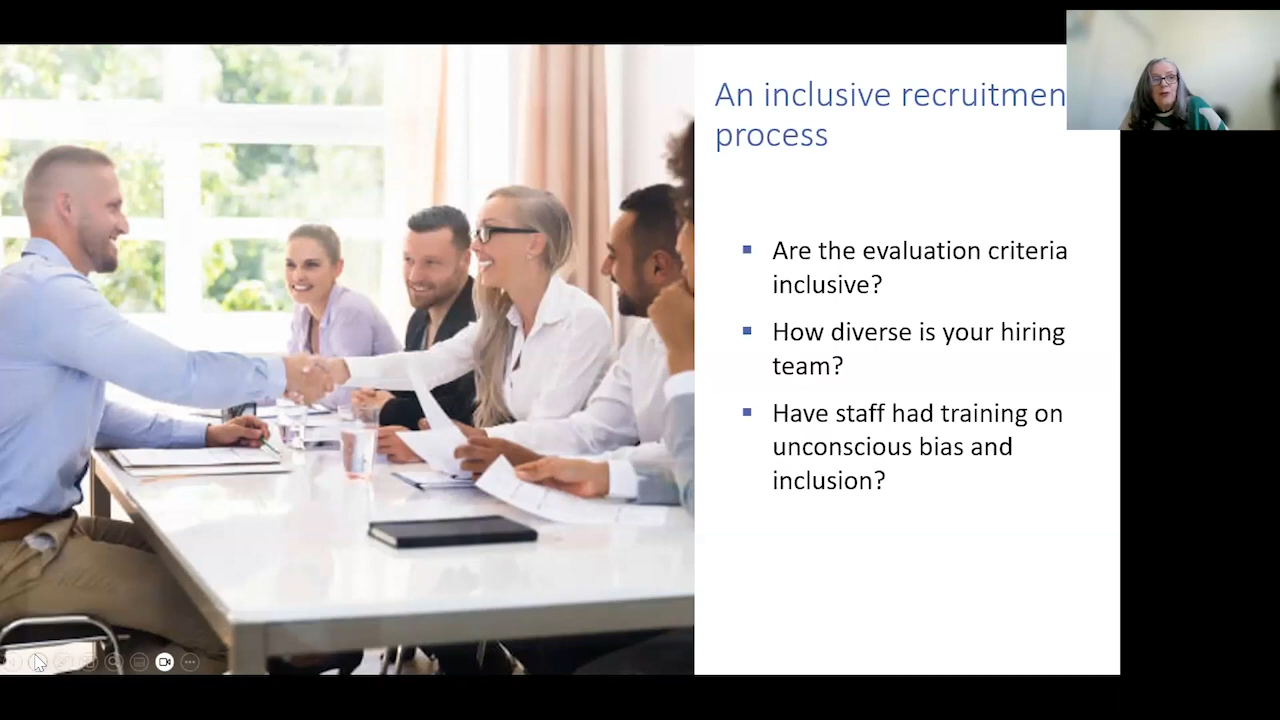 An inclusive recruitmen
process
▪ Are the evaluation criteria
inclusive?
▪ How diverse is your hiring
team?
▪ Have staff had training on
unconscious bias and
inclusion?